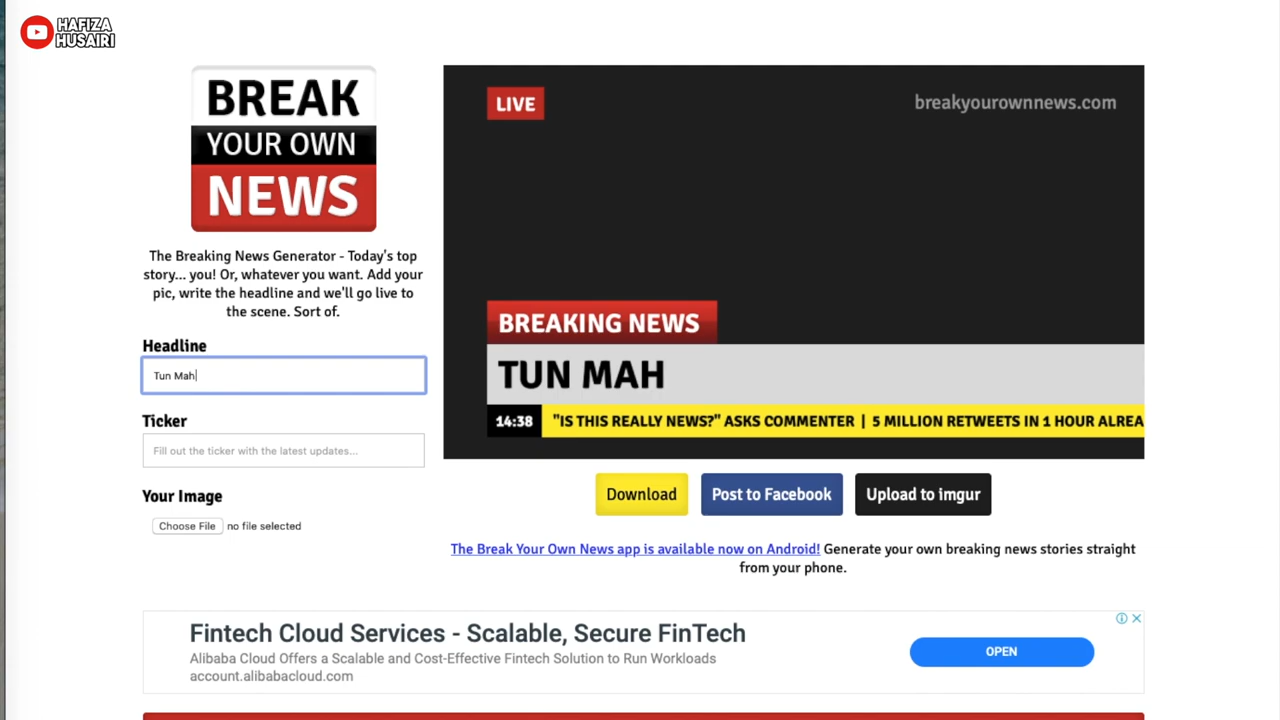 HAFIZA
HUSAIRI
BREAK
YOUR OWN
NEWS
The Breaking News Generator - Today's top
story... you! Or, whatever you want. Add your
pic, write the headline and we'll go live to
the scene. Sort of.
Headline
Tun Mah
Ticker
Fill out the ticker with the latest updates...
Your Image
Choose File no file selected
LIVE
breakyourownnews.com
BREAKING NEWS
TUN MAH
14:38 "IS THIS REALLY NEWS?" ASKS COMMENTER | 5 MILLION RETWEETS IN 1 HOUR ALREA
Download Post to Facebook Upload to imgur
The Break Your Own News app is available now on Android! Generate your own breaking news stories straight
from your phone.
Fintech Cloud Services - Scalable, Secure FinTech
Alibaba Cloud Offers a Scalable and Cost-Effective Fintech Solution to Run Workloads
account.alibabacloud.com
OPEN